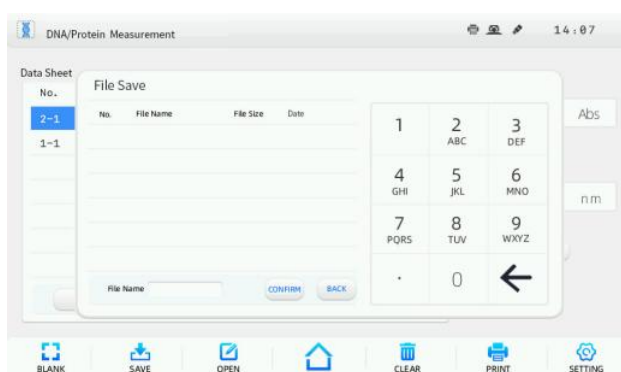 DNA/Protein Measurement 14:07
Data Sheet
No.
2-1
1-1
Abs
nm
File Save
No. File Name File Size Date
File Name CONFIRM BACK
1 2 3
ABC DEF
4 5 6
GHI JKL MNO
7 8 9
PQRS TUV WXYZ
. 0
BLANK SAVE OPEN CLEAR PRINT SETTING